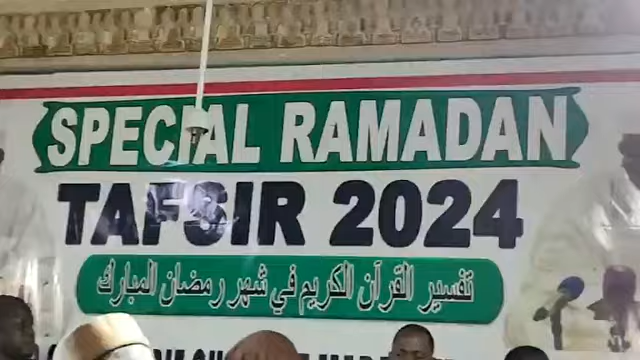 SPECIAL RAMADAN
TAFSIR 2024
تفسير القرآن الكريم في شهر رمضان المبارك